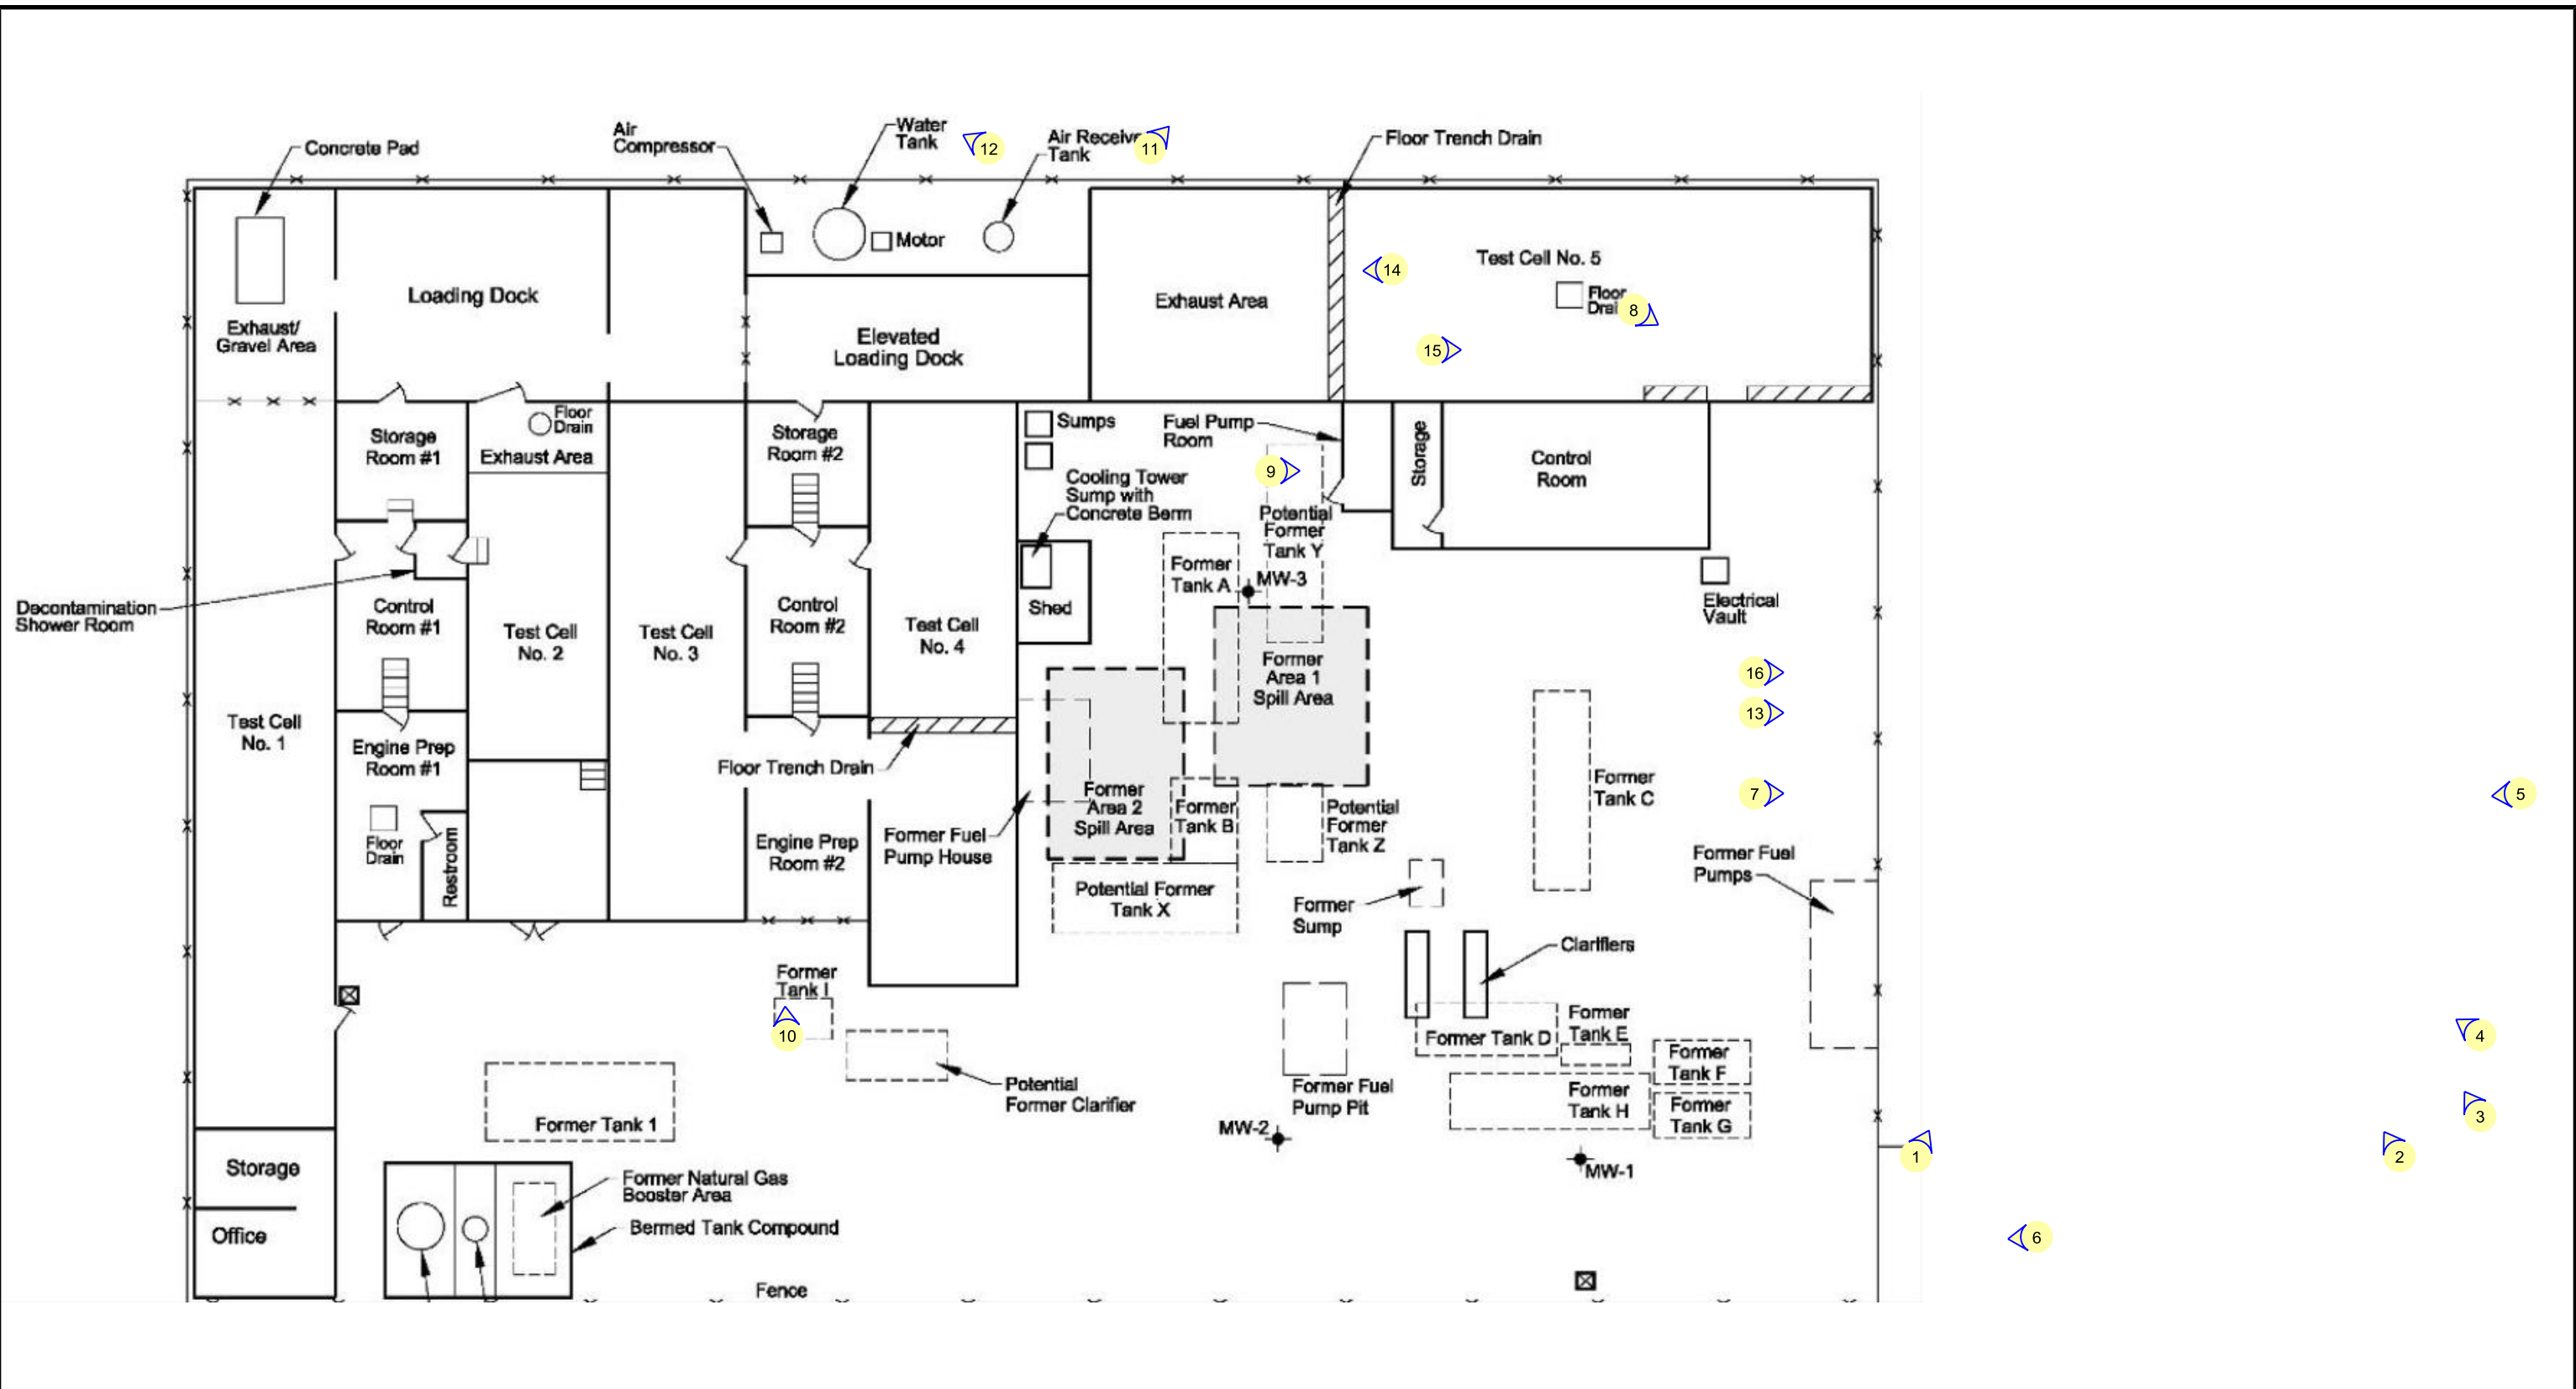 Concrete Pad
Air
Compressor
Water
Tank
12
Air Receive
Tank
11
Floor Trench Drain
Motor
Loading Dock
Exhaust/
Gravel Area
Elevated
Loading Dock
Exhaust Area
14
Test Cell No. 5
Floor
Drai
8
15
Storage
Room #1
Floor
Drain
Exhaust Area
Storage
Room #2
Sumps
Fuel Pump
Room
Storage
Control
Room
9
Cooling Tower
Sump with
Concrete Berm
Potential
Former
Tank Y
Former
Tank A
MW-3
Decontamination
Shower Room
Control
Room #1
Test Cell
No. 2
Test Cell
No. 3
Control
Room #2
Test Cell
No. 4
Shed
Electrical
Vault
Former
Area 1
Spill Area
16
13
Test Cell
No. 1
Engine Prep
Room #1
Floor Trench Drain
Former
Area 2
Spill Area
Former
Tank B
Potential
Former
Tank Z
Former
Tank C
7
5
Floor
Drain
Restroom
Engine Prep
Room #2
Former Fuel
Pump House
Former Fuel
Pumps
Potential Former
Tank X
Former
Sump
Clarifiers
Former
Tank I
10
Former Tank D
Former
Tank E
4
Former
Tank F
Potential
Former Clarifier
Former Fuel
Pump Pit
Former
Tank H
Former
Tank G
3
Former Tank 1
MW-2
MW-1
1
2
Storage
Office
Former Natural Gas
Booster Area
Bermed Tank Compound
6
Fence